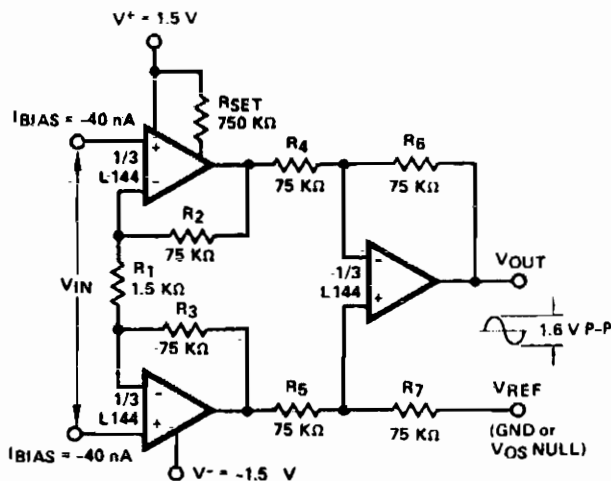 V+ = 1.5 V
IBIAS = -40 nA
RSET
750 KΩ
+
1/3
L144
-
R4
75 KΩ
R6
75 KΩ
R2
75 KΩ
R1
1.5 KΩ
VIN
-
1/3
L144
+
VOUT
1.6 V P-P
R3
75 KΩ
-
1/3
L144
+
R5
75 KΩ
R7
75 KΩ
VREF
(GND or
VOS NULL)
IBIAS = -40 nA
V- = -1.5 V